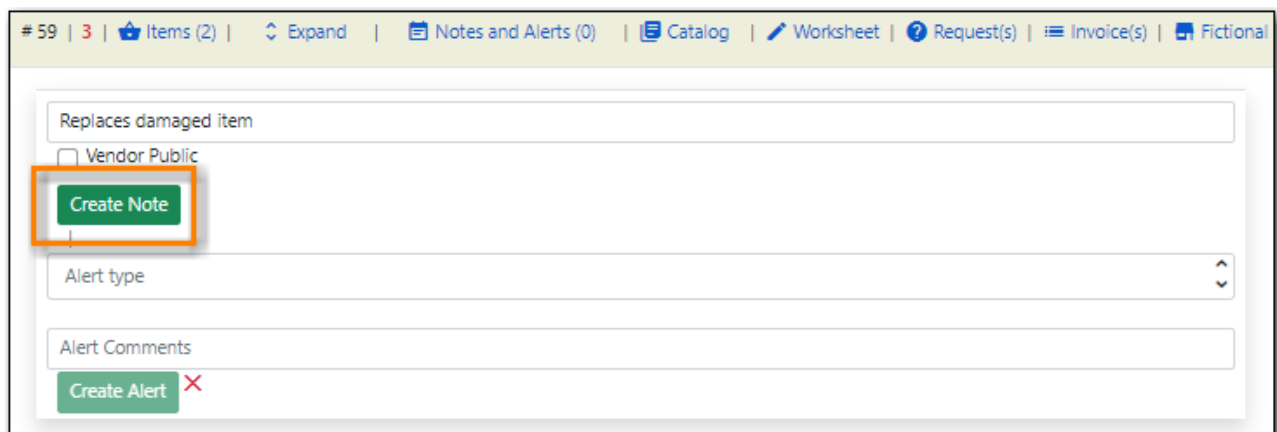 # 59 | 3 | Items (2) | Expand | Notes and Alerts (0) | Catalog | Worksheet | Request(s) | Invoice(s) | Fictional
Replaces damaged item
Vendor Public
Create Note
|
Alert type
Alert Comments
Create Alert